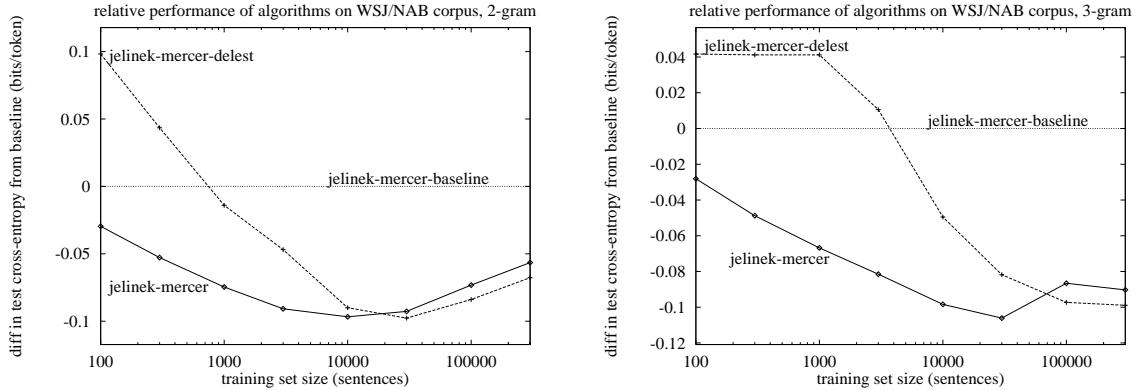 relative performance of algorithms on WSJ/NAB corpus, 2-gram
diff in test cross-entropy from baseline (bits/token)
0.1
0.05
0
-0.05
-0.1
jelinek-mercer-delest
jelinek-mercer-baseline
jelinek-mercer
100 1000 10000 100000
training set size (sentences)
relative performance of algorithms on WSJ/NAB corpus, 3-gram
diff in test cross-entropy from baseline (bits/token)
0.04
0.02
0
-0.02
-0.04
-0.06
-0.08
-0.1
-0.12
jelinek-mercer-delest
jelinek-mercer-baseline
jelinek-mercer
100 1000 10000 100000
training set size (sentences)